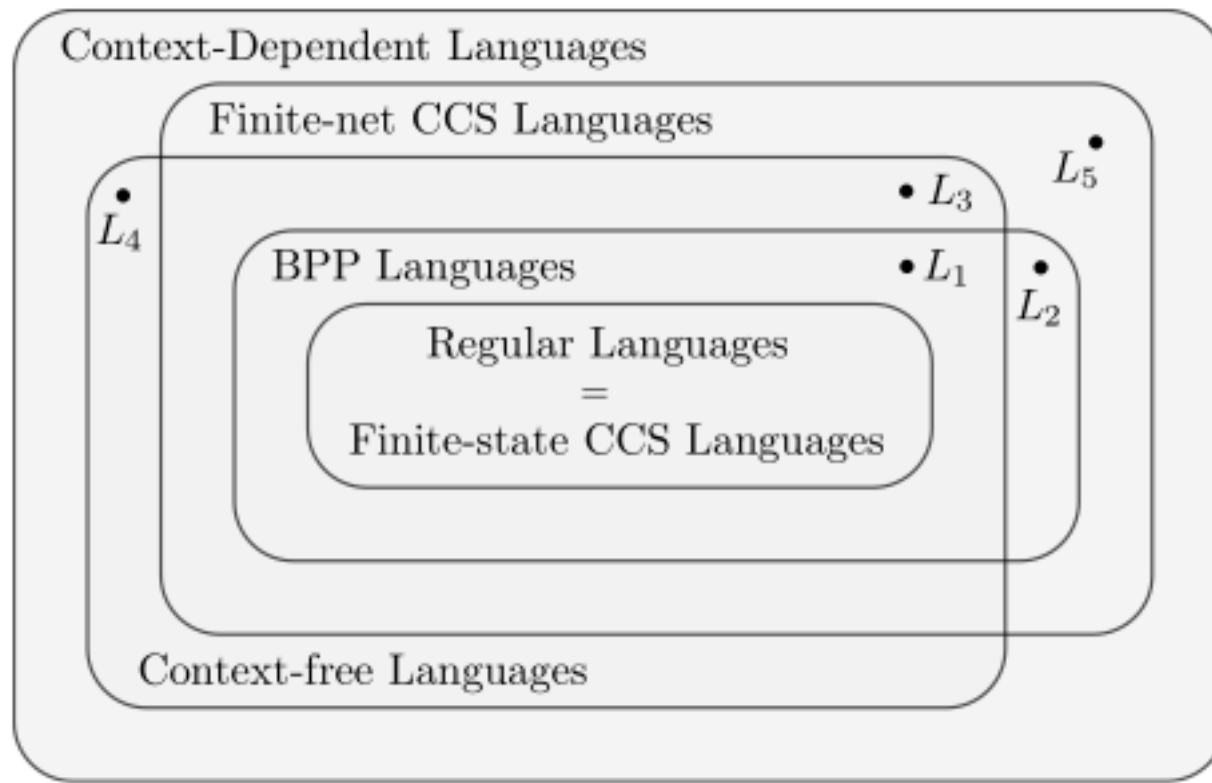 Context-Dependent Languages
Finite-net CCS Languages
L₅
L₃
L₄
BPP Languages
L₁
L₂
Regular Languages
=
Finite-state CCS Languages
Context-free Languages